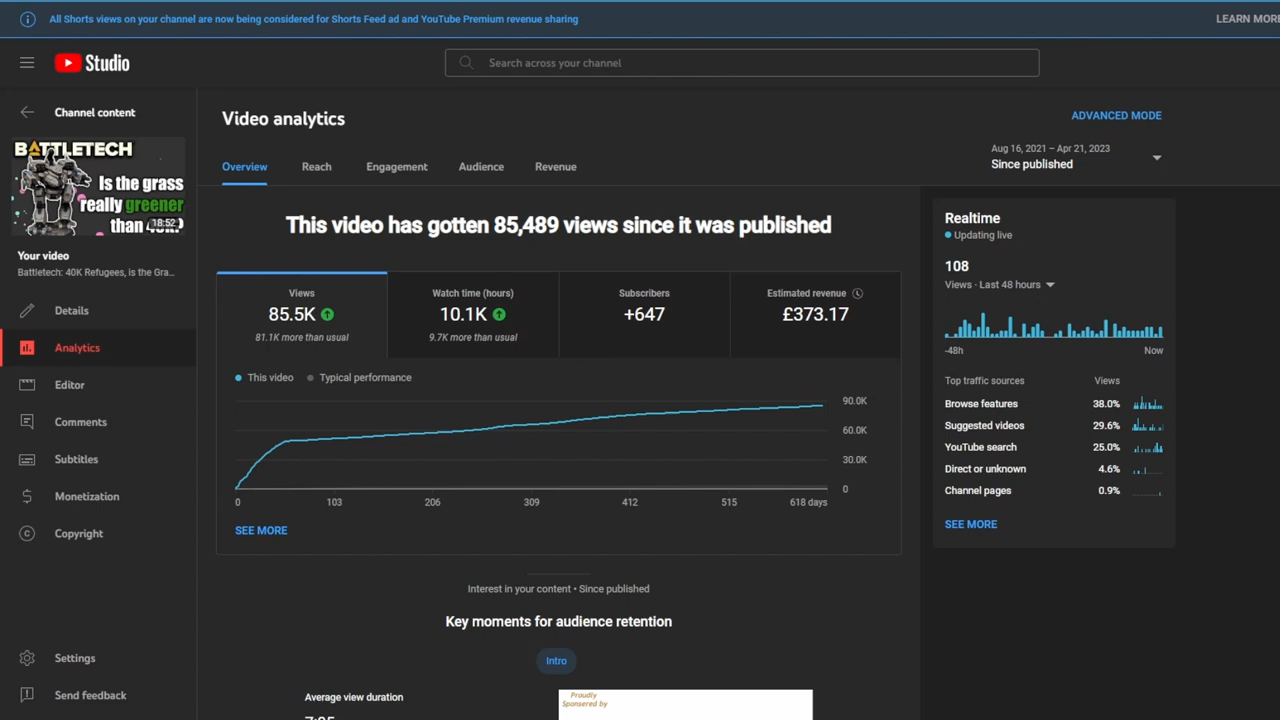 All Shorts views on your channel are now being considered for Shorts Feed ad and YouTube Premium revenue sharing
LEARN MORE
Studio
Search across your channel
Channel content
BATTLETECH
Is the grass
really greener
than 40K?
18:52
Your video
Battletech: 40K Refugees, is the Gra...
Details
Analytics
Editor
Comments
Subtitles
Monetization
Copyright
Settings
Send feedback
Video analytics
ADVANCED MODE
Overview
Reach
Engagement
Audience
Revenue
Aug 16, 2021 – Apr 21, 2023
Since published
This video has gotten 85,489 views since it was published
Views
85.5K
81.1K more than usual
Watch time (hours)
10.1K
9.7K more than usual
Subscribers
+647
Estimated revenue
£373.17
This video
Typical performance
90.0K
60.0K
30.0K
0
0 103 206 309 412 515 618 days
SEE MORE
Interest in your content • Since published
Key moments for audience retention
Intro
Average view duration
Proudly
Sponsored by
Realtime
Updating live
108
Views · Last 48 hours
-48h Now
Top traffic sources Views
Browse features 38.0%
Suggested videos 29.6%
YouTube search 25.0%
Direct or unknown 4.6%
Channel pages 0.9%
SEE MORE